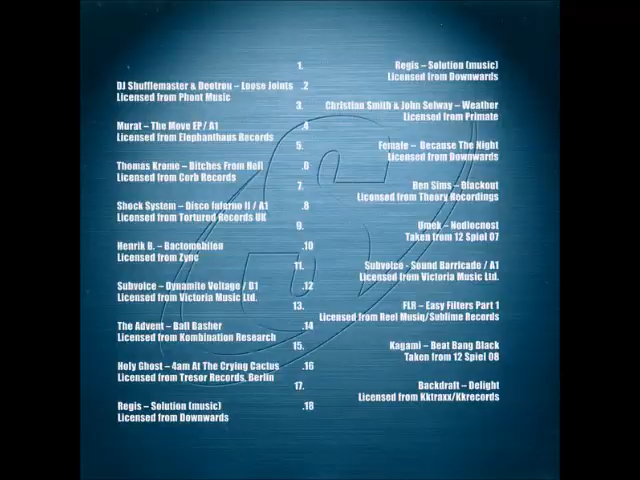 1. Regis – Solution (music)
Licensed from Downwards
DJ Shufflemaster & Deetron – Loose Joints .2
Licensed from Phont Music
3. Christian Smith & John Selway – Weather
Licensed from Primate
Murat – The Move EP / A1 .4
Licensed from Elephanthaus Records
5. Female – Because The Night
Licensed from Downwards
Thomas Krome – Bitches From Hell .6
Licensed from Corb Records
7. Ben Sims – Blackout
Licensed from Theory Recordings
Shock System – Disco Inferno II / A1 .8
Licensed from Tortured Records UK
9. Umek – Hodlecnost
Taken from 12 Spiel 07
Henrik B. – Bactomobilen .10
Licensed from Zync
11. Subvoice - Sound Barricade / A1
Licensed from Victoria Music Ltd.
Subvoice – Dynamite Voltage / B1 .12
Licensed from Victoria Music Ltd.
13. FLR – Easy Filters Part 1
Licensed from Reel Musiq/Sublime Records
The Advent – Ball Basher .14
Licensed from Kombination Research
15. Kagami – Beat Bang Black
Taken from 12 Spiel 08
Holy Ghost – 4am At The Crying Cactus .16
Licensed from Tresor Records, Berlin
17. Backdraft – Delight
Licensed from Kktraxx/Kkrecords
Regis – Solution (music) .18
Licensed from Downwards